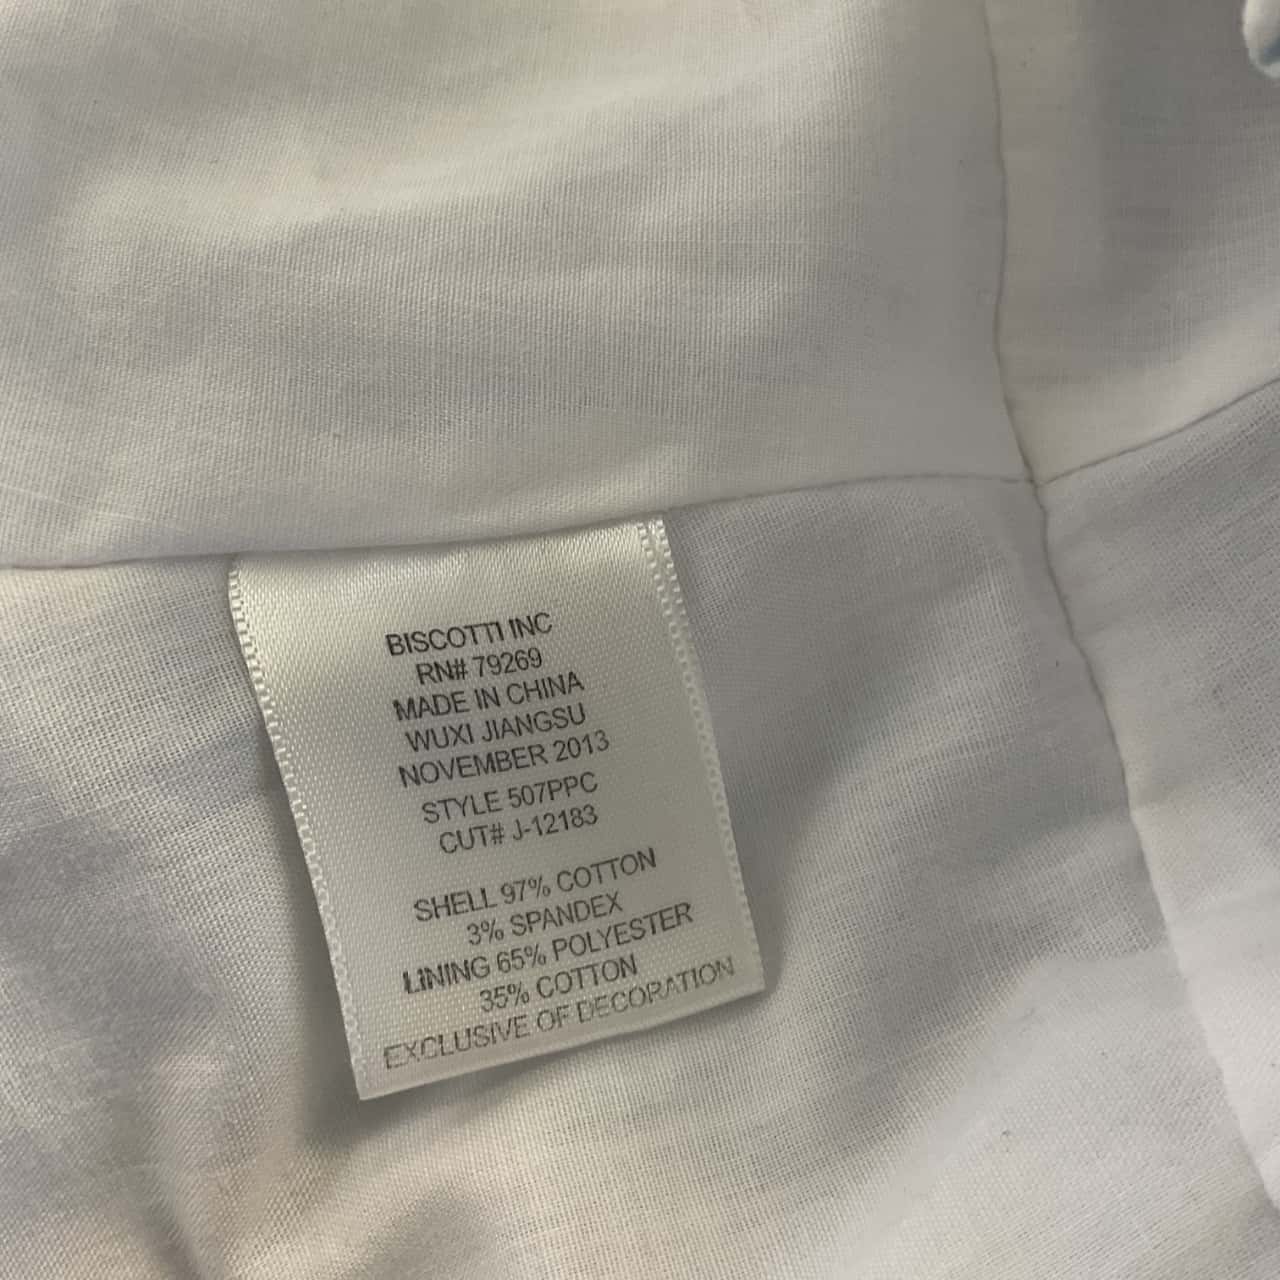 BISCOTTI INC
RN# 79269
MADE IN CHINA
WUXI JIANGSU
NOVEMBER 2013
STYLE 507PPC
CUT# J-12183
SHELL 97% COTTON
3% SPANDEX
LINING 65% POLYESTER
35% COTTON
EXCLUSIVE OF DECORATION